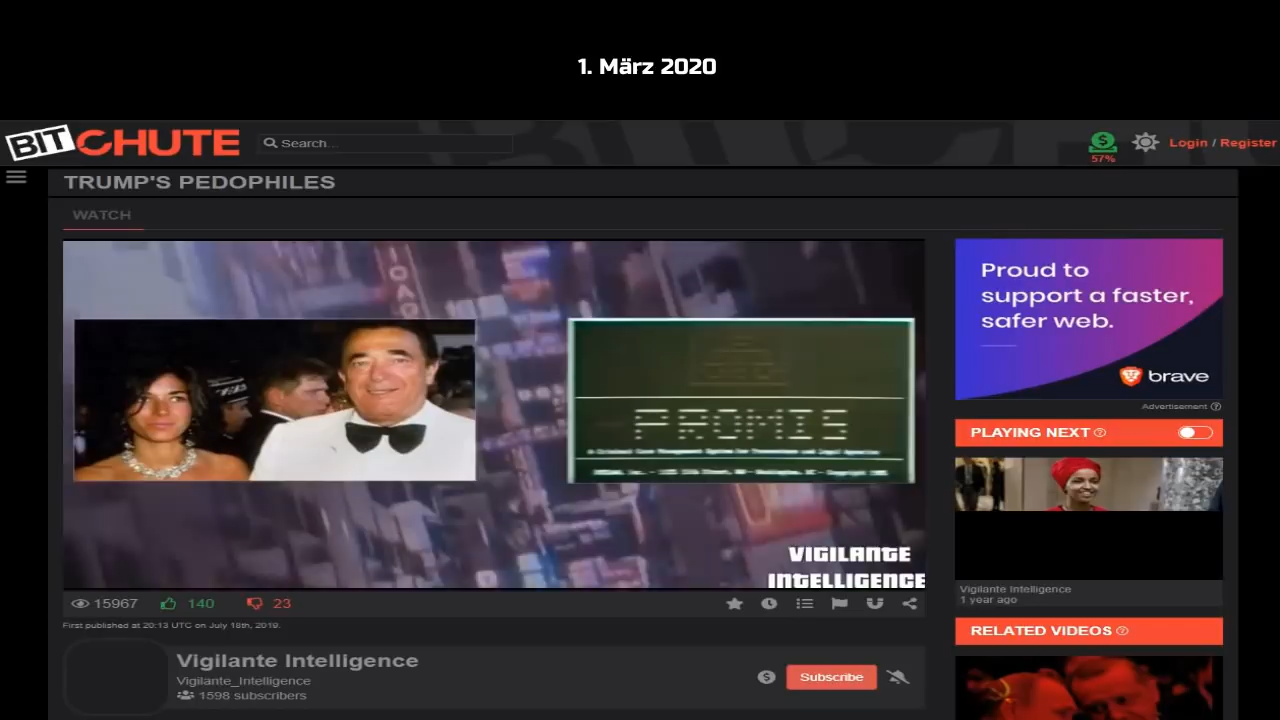 1. März 2020
BIT CHUTE
Search...
57%
Login / Register
TRUMP'S PEDOPHILES
WATCH
PROMIS
VIGILANTE
INTELLIGENCE
Proud to
support a faster,
safer web.
brave
Advertisement
PLAYING NEXT
Vigilante Intelligence
1 year ago
RELATED VIDEOS
15967
140
23
First published at 20:13 UTC on July 18th, 2019.
Vigilante Intelligence
Vigilante_Intelligence
1598 subscribers
Subscribe